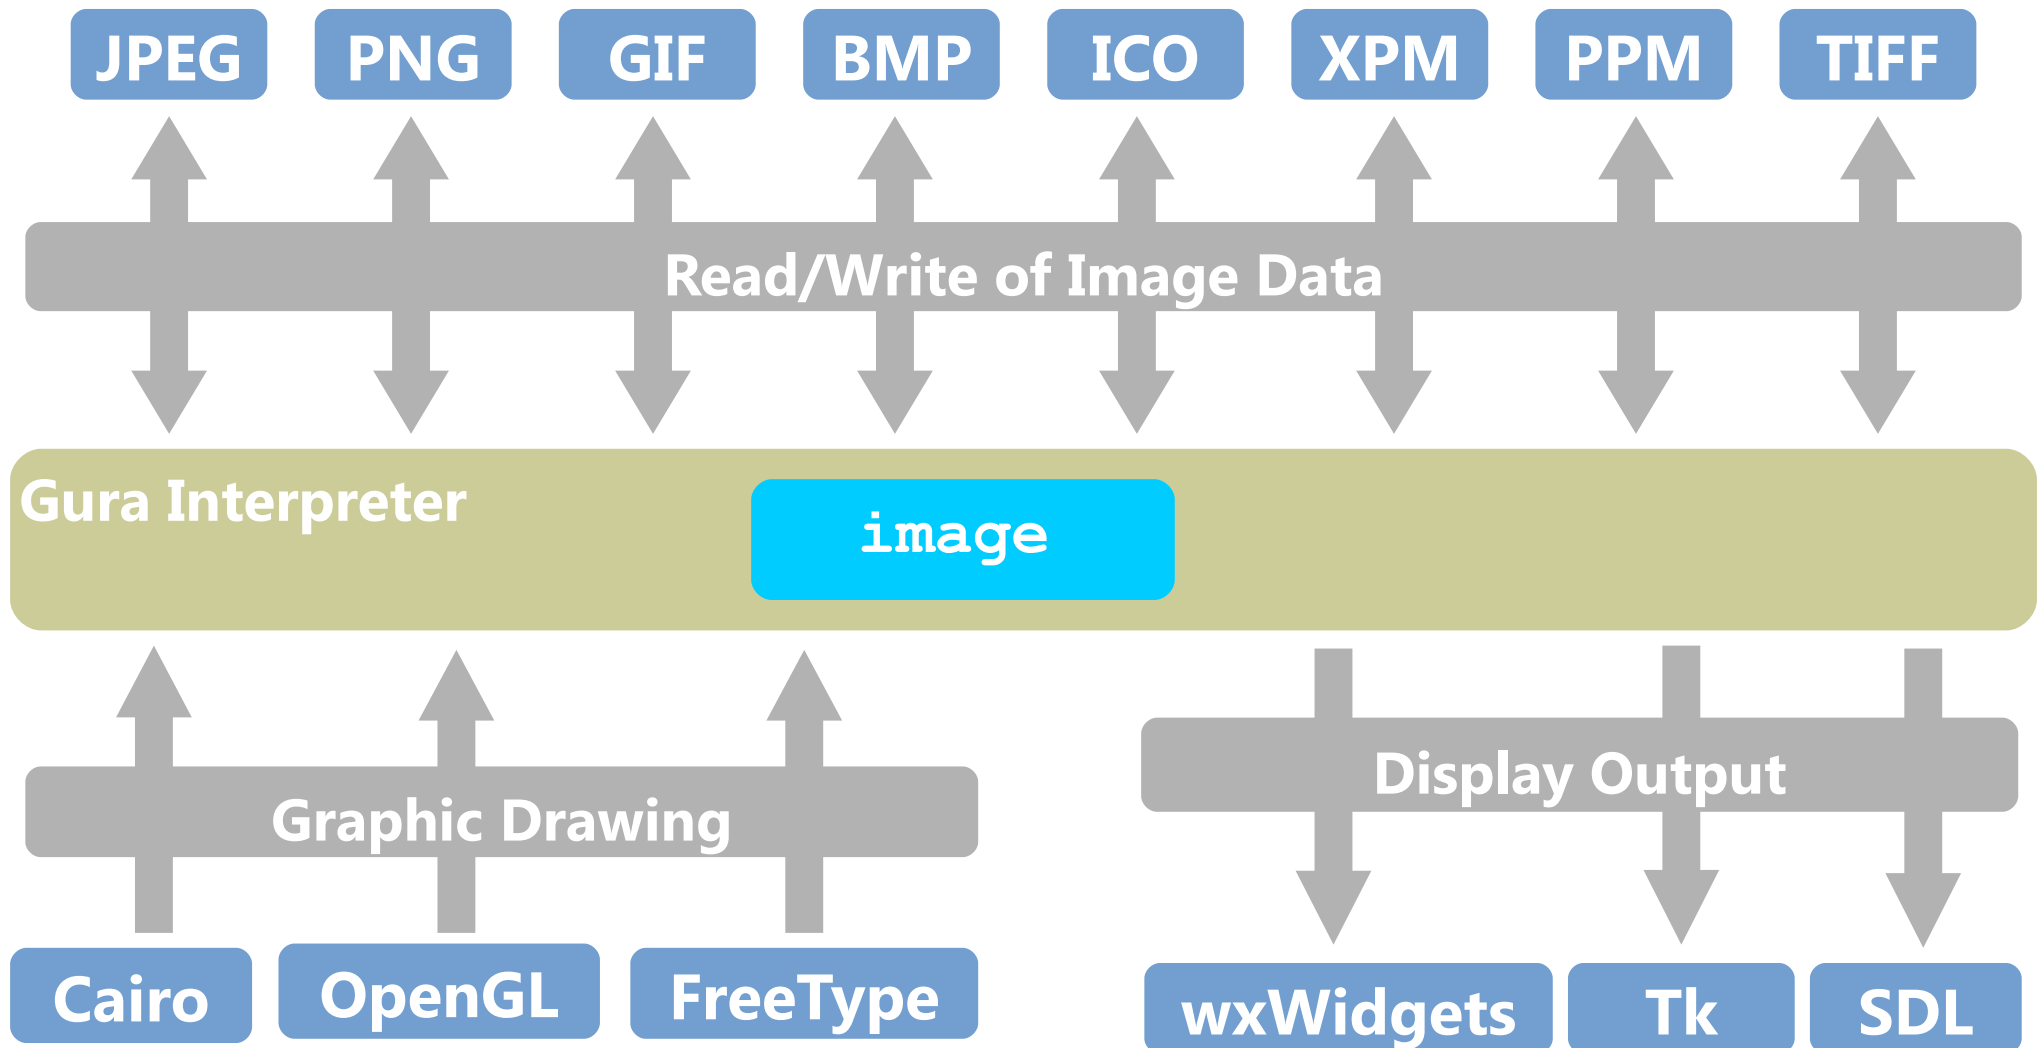 JPEG PNG GIF BMP ICO XPM PPM TIFF
Read/Write of Image Data
Gura Interpreter
image
Graphic Drawing
Display Output
Cairo OpenGL FreeType wxWidgets Tk SDL